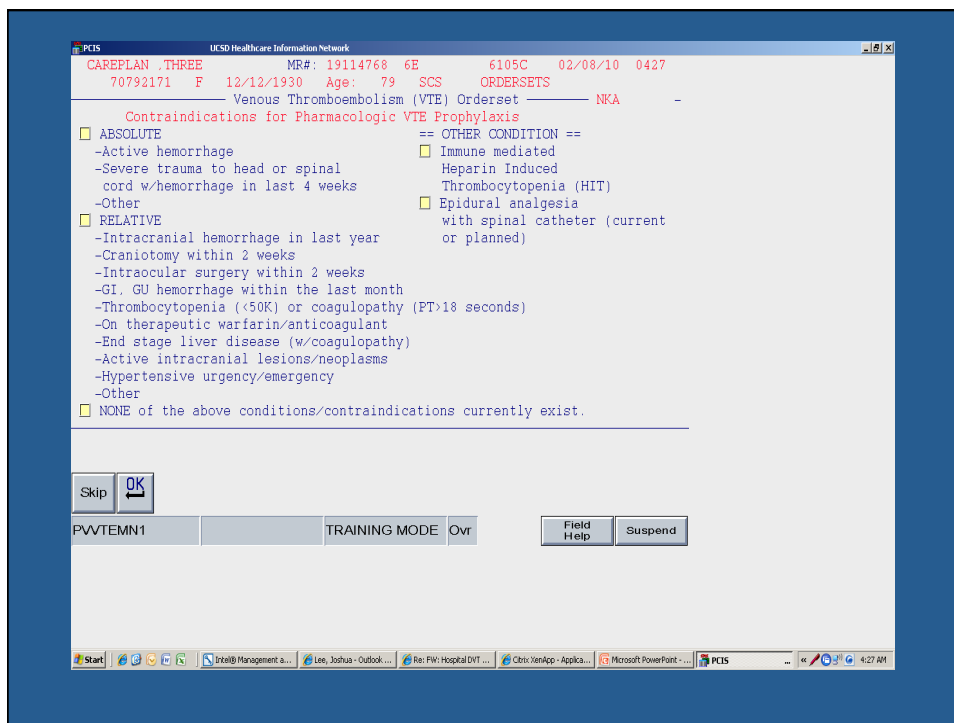 PCIS UCSD Healthcare Information Network
CAREPLAN ,THREE MR#: 19114768 6E 6105C 02/08/10 0427
70792171 F 12/12/1930 Age: 79 SCS ORDERSETS
Venous Thromboembolism (VTE) Orderset NKA -
Contraindications for Pharmacologic VTE Prophylaxis
ABSOLUTE
-Active hemorrhage
-Severe trauma to head or spinal
cord w/hemorrhage in last 4 weeks
-Other
RELATIVE
-Intracranial hemorrhage in last year
-Craniotomy within 2 weeks
-Intraocular surgery within 2 weeks
-GI, GU hemorrhage within the last month
-Thrombocytopenia (<50K) or coagulopathy (PT>18 seconds)
-On therapeutic warfarin/anticoagulant
-End stage liver disease (w/coagulopathy)
-Active intracranial lesions/neoplasms
-Hypertensive urgency/emergency
-Other
NONE of the above conditions/contraindications currently exist.
== OTHER CONDITION ==
Immune mediated
Heparin Induced
Thrombocytopenia (HIT)
Epidural analgesia
with spinal catheter (current
or planned)
Skip OK
PVVTEMN1 TRAINING MODE Ovr Field Help Suspend
Start Intel® Management a... Lee, Joshua - Outlook ... Re: FW: Hospital DVT ... Citrix XenApp - Applica... Microsoft PowerPoint - ... PCIS ... « 4:27 AM